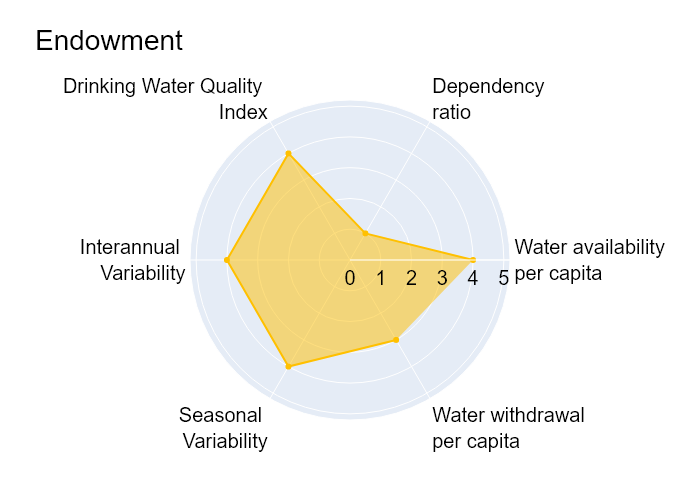 Endowment
Drinking Water Quality
Index
Dependency
ratio
Interannual
Variability
Water availability
per capita
0 1 2 3 4 5
Seasonal
Variability
Water withdrawal
per capita